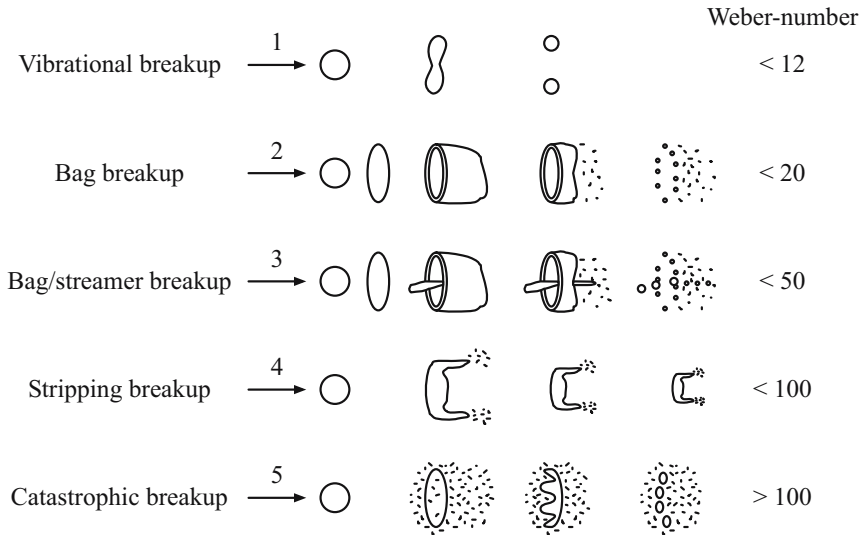 Weber-number
1
Vibrational breakup
< 12
2
Bag breakup
< 20
3
Bag/streamer breakup
< 50
4
Stripping breakup
< 100
5
Catastrophic breakup
> 100